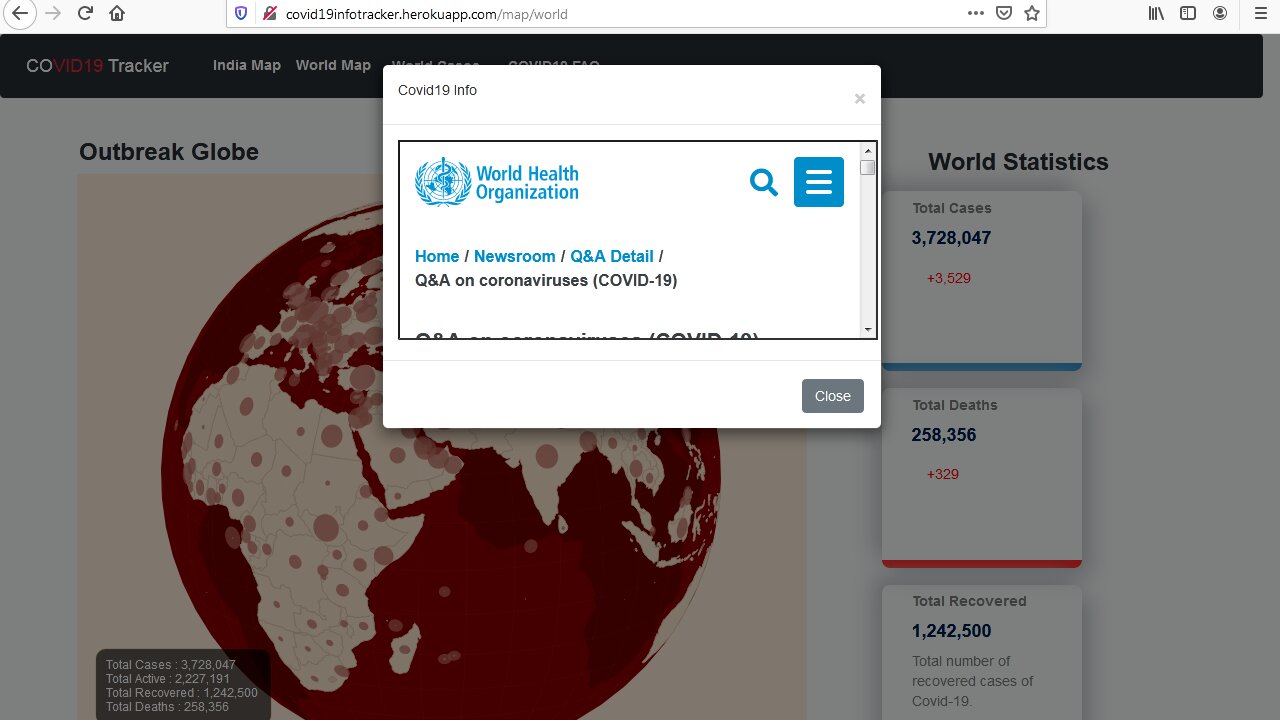 covid19infotracker.herokuapp.com/map/world
COVID19 Tracker India Map World Map World Cases COVID19 FAQ
Covid19 Info
×
World Health
Organization
Home / Newsroom / Q&A Detail /
Q&A on coronaviruses (COVID-19)
Q&A on coronaviruses (COVID-19)
Close
Outbreak Globe
Total Cases : 3,728,047
Total Active : 2,227,191
Total Recovered : 1,242,500
Total Deaths : 258,356
World Statistics
Total Cases
3,728,047
+3,529
Total Deaths
258,356
+329
Total Recovered
1,242,500
Total number of
recovered cases of
Covid-19.